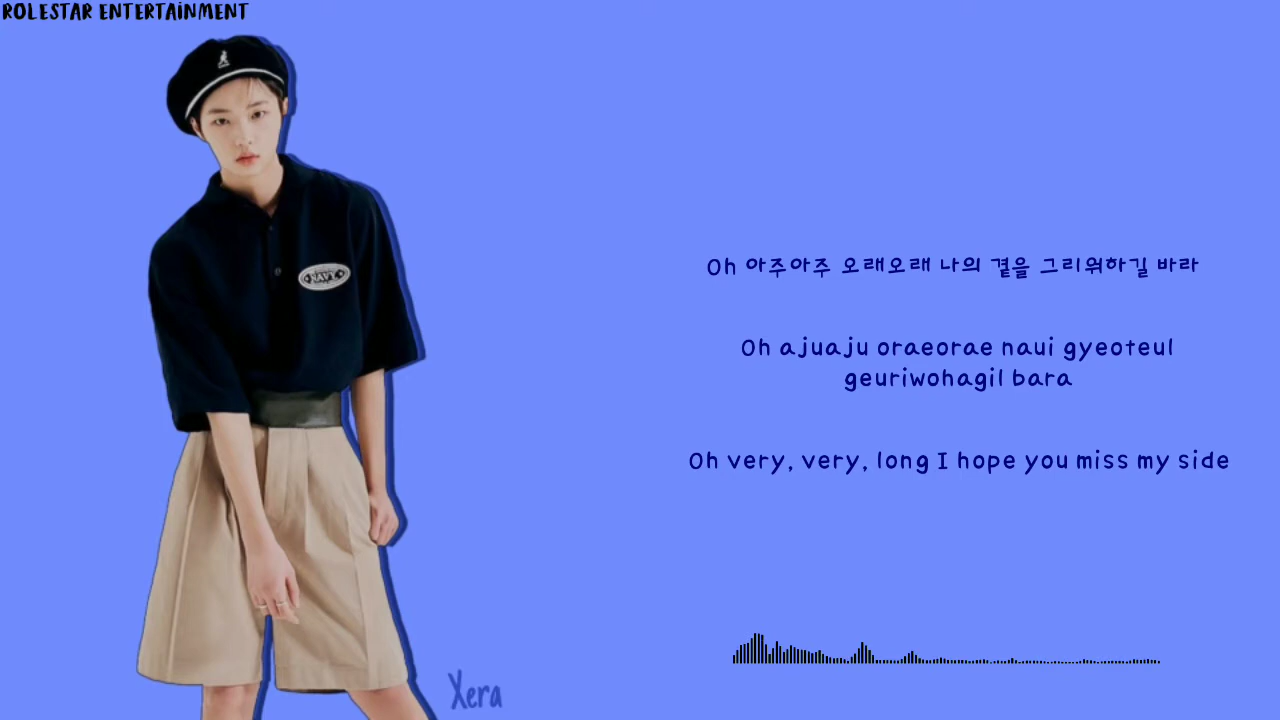 ROLESTAR ENTERTAiNMENT
NAVY
Oh 아주아주 오래오래 나의 곁을 그리워하길 바라
Oh ajuaju oraeorae naui gyeoteul
geuriwohagil bara
Oh very, very, long I hope you miss my side
Xera